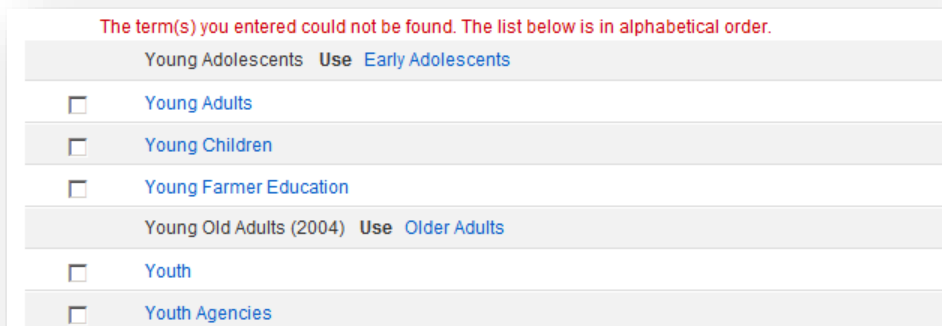 The term(s) you entered could not be found. The list below is in alphabetical order.
Young Adolescents Use Early Adolescents
Young Adults
Young Children
Young Farmer Education
Young Old Adults (2004) Use Older Adults
Youth
Youth Agencies